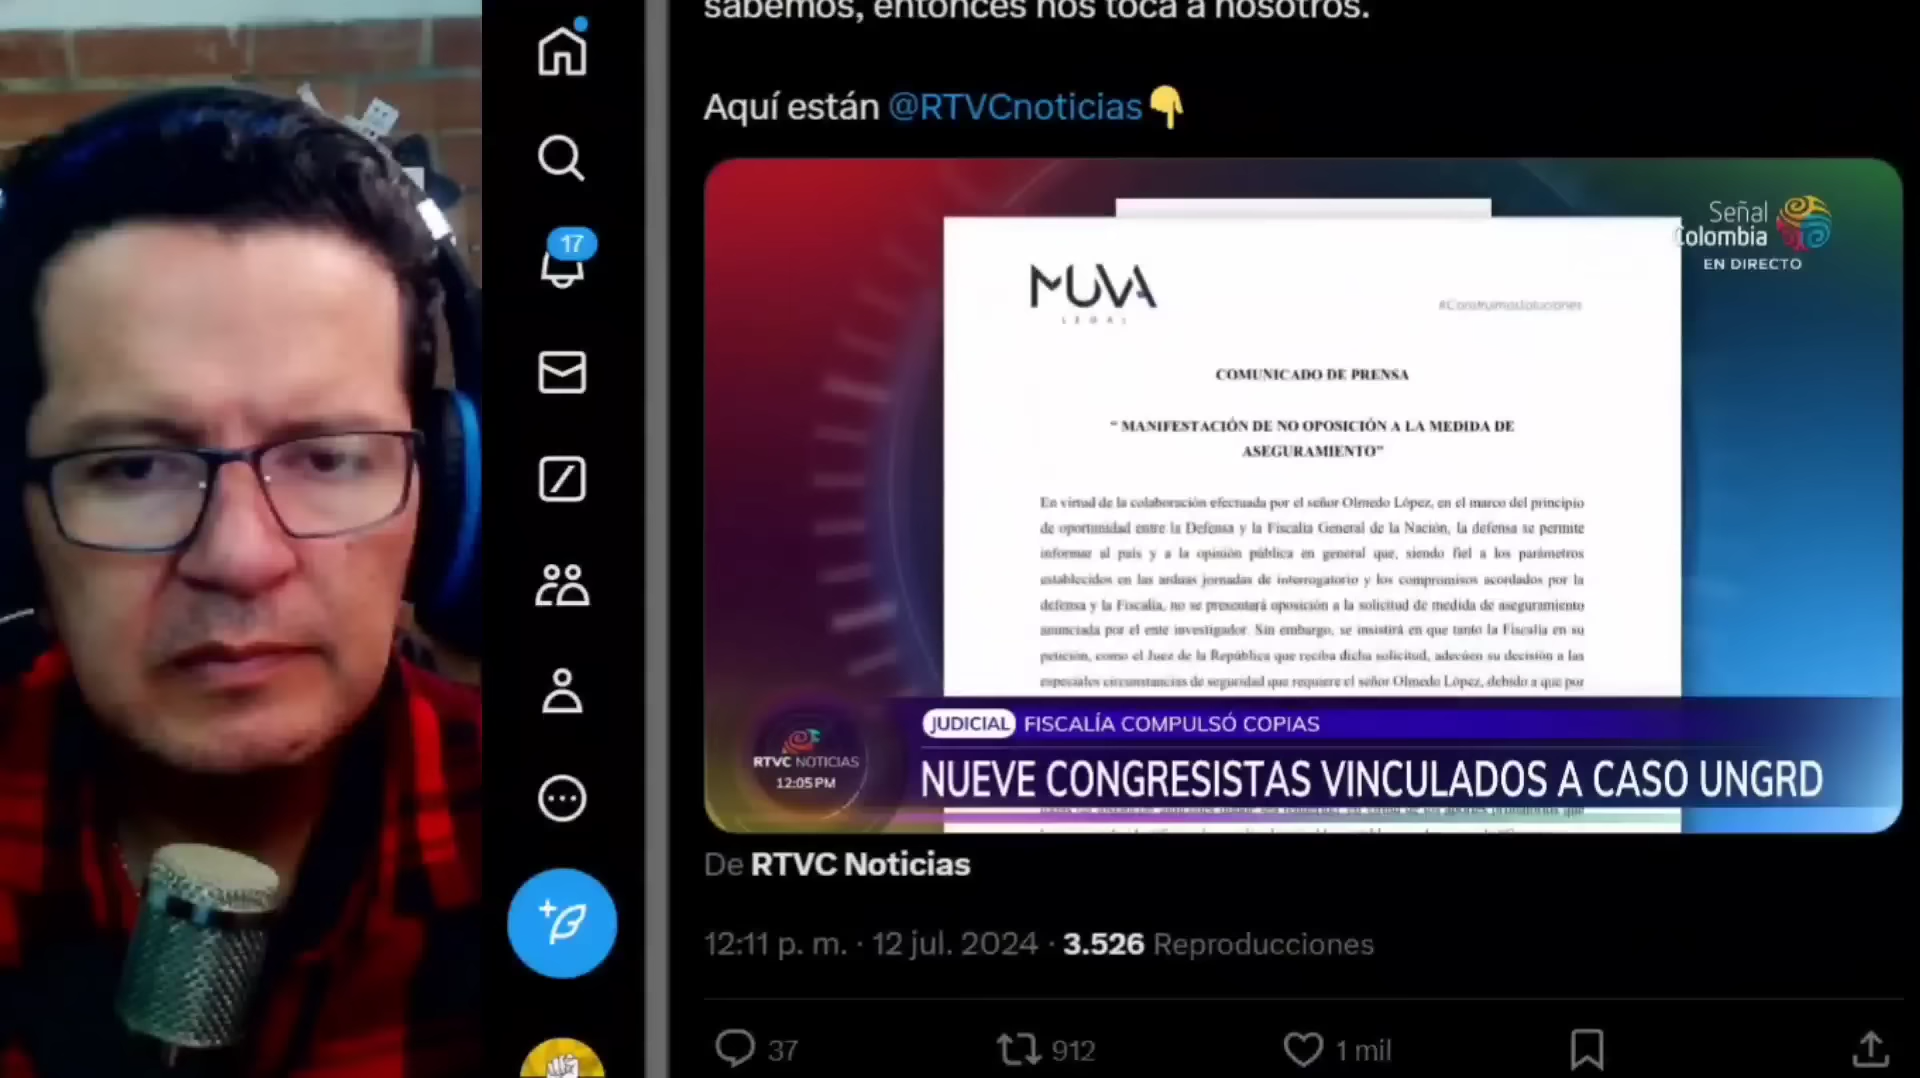 sabemos, entonces nos toca a nosotros.
Aquí están @RTVCnoticias
17
Señal
Colombia
EN DIRECTO
MUVA
LEGAL
#ConstruimosSoluciones
COMUNICADO DE PRENSA
“ MANIFESTACIÓN DE NO OPOSICIÓN A LA MEDIDA DE
ASEGURAMIENTO”
En virtud de la colaboración efectuada por el señor Olmedo López, en el marco del principio
de oportunidad entre la Defensa y la Fiscalía General de la Nación, la defensa se permite
informar al país y a la opinión pública en general que, siendo fiel a los parámetros
establecidos en las arduas jornadas de interrogatorio y los compromisos acordados por la
defensa y la Fiscalía, no se presentará oposición a la solicitud de medida de aseguramiento
anunciada por el ente investigador. Sin embargo, se insistirá en que tanto la Fiscalía en su
petición, como el Juez de la República que reciba dicha solicitud, adecúen su decisión a las
especiales circunstancias de seguridad que requiere el señor Olmedo López, debido a que por
JUDICIAL FISCALÍA COMPULSÓ COPIAS
NUEVE CONGRESISTAS VINCULADOS A CASO UNGRD
RTVC NOTICIAS
12:05 PM
De RTVC Noticias
12:11 p. m. · 12 jul. 2024 · 3.526 Reproducciones
37
912
1 mil